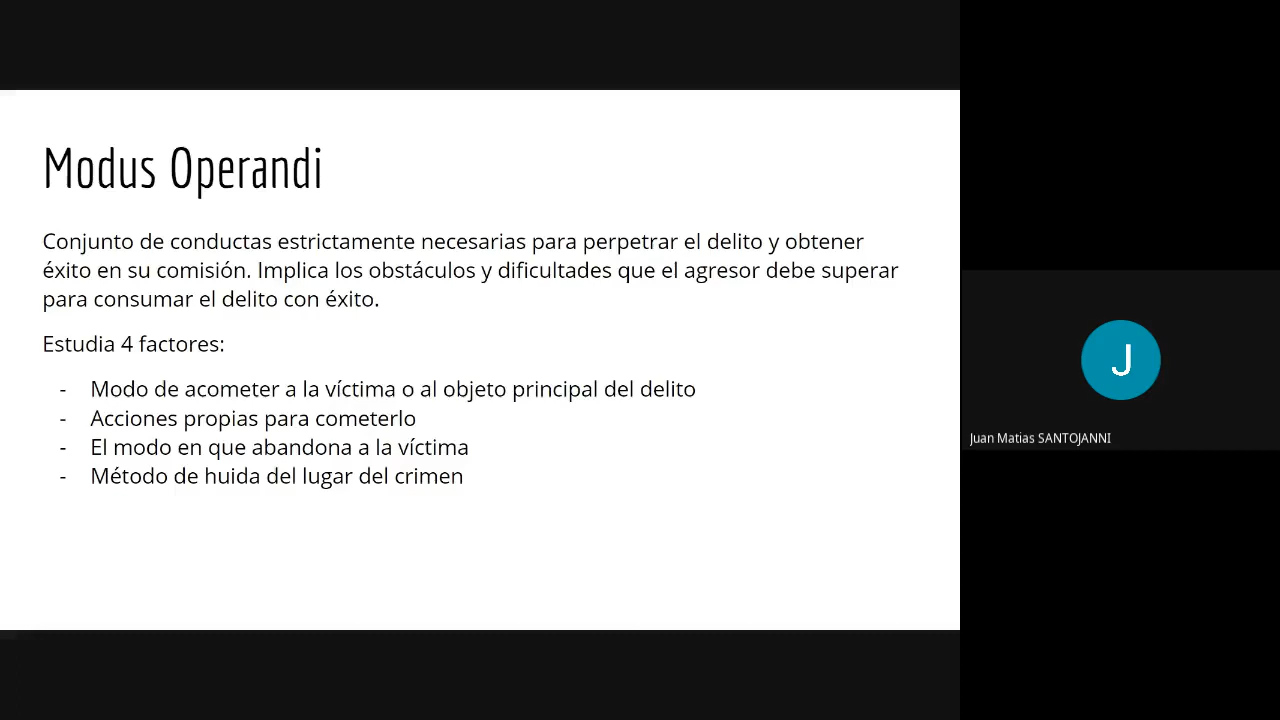 Modus Operandi
Conjunto de conductas estrictamente necesarias para perpetrar el delito y obtener
éxito en su comisión. Implica los obstáculos y dificultades que el agresor debe superar
para consumar el delito con éxito.
Estudia 4 factores:
- Modo de acometer a la víctima o al objeto principal del delito
- Acciones propias para cometerlo
- El modo en que abandona a la víctima
- Método de huida del lugar del crimen
J
Juan Matias SANTOJANNI